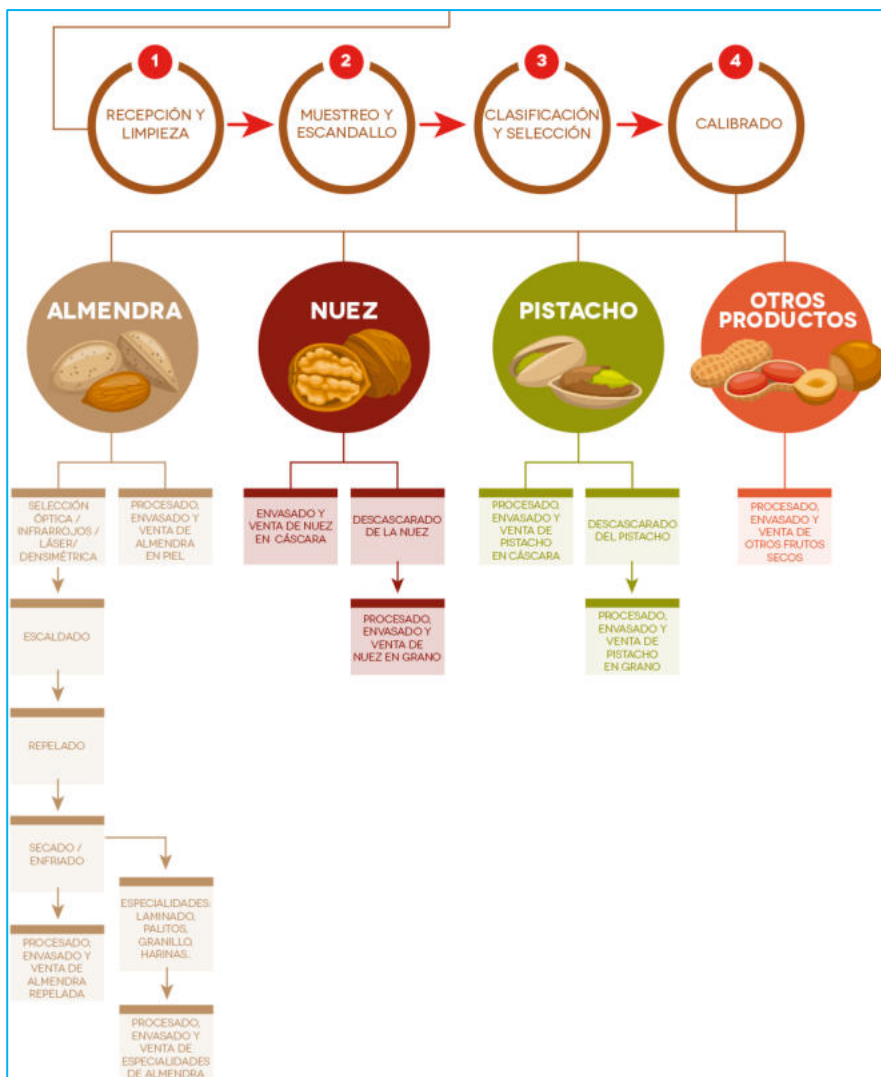 1
RECEPCIÓN Y
LIMPIEZA
2
MUESTREO Y
ESCANDALLO
3
CLASIFICACIÓN
Y SELECCIÓN
4
CALIBRADO
ALMENDRA
NUEZ
PISTACHO
OTROS
PRODUCTOS
SELECCIÓN
ÓPTICA /
INFRARROJOS /
LÁSER/
DENSIMÉTRICA
PROCESADO,
ENVASADO Y
VENTA DE
ALMENDRA
EN PIEL
ENVASADO Y
VENTA DE NUEZ
EN CÁSCARA
DESCASCARADO
DE LA NUEZ
PROCESADO,
ENVASADO Y
VENTA DE
PISTACHO
EN CÁSCARA
DESCASCARADO
DEL PISTACHO
PROCESADO,
ENVASADO Y
VENTA DE
OTROS FRUTOS
SECOS
ESCALDADO
PROCESADO,
ENVASADO Y
VENTA DE
NUEZ EN GRANO
PROCESADO,
ENVASADO Y
VENTA DE
PISTACHO
EN GRANO
REPELADO
SECADO /
ENFRIADO
ESPECIALIDADES:
LAMINADO,
PALITOS,
GRANILLO,
HARINAS...
PROCESADO,
ENVASADO Y
VENTA DE
ALMENDRA
REPELADA
PROCESADO,
ENVASADO Y
VENTA DE
ESPECIALIDADES
DE ALMENDRA